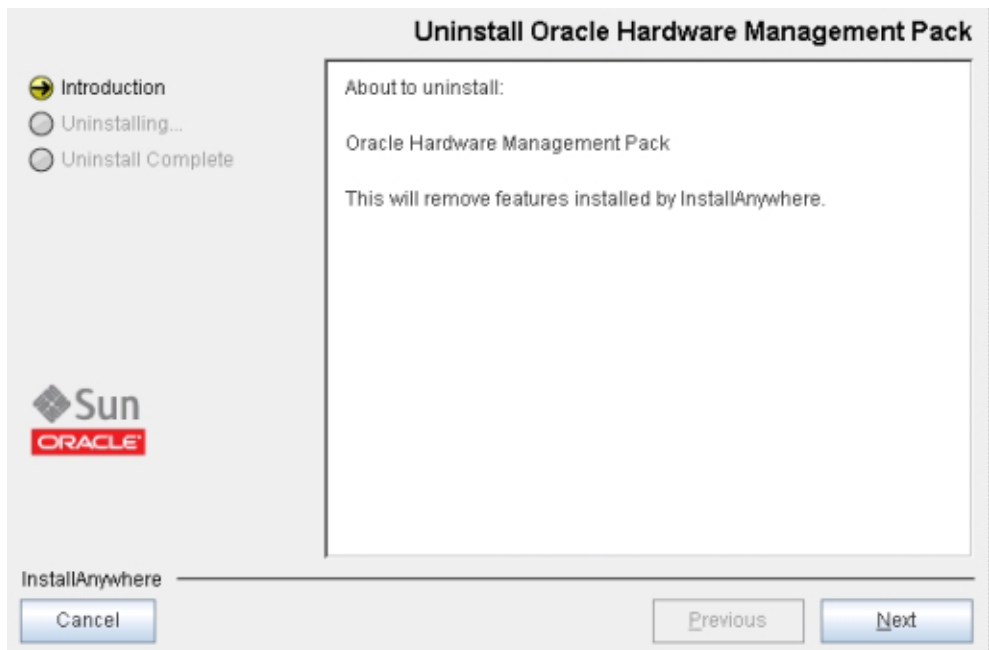 Uninstall Oracle Hardware Management Pack
Introduction
Uninstalling...
Uninstall Complete
About to uninstall:
Oracle Hardware Management Pack
This will remove features installed by InstallAnywhere.
Sun
ORACLE®
InstallAnywhere
Cancel
Previous
Next